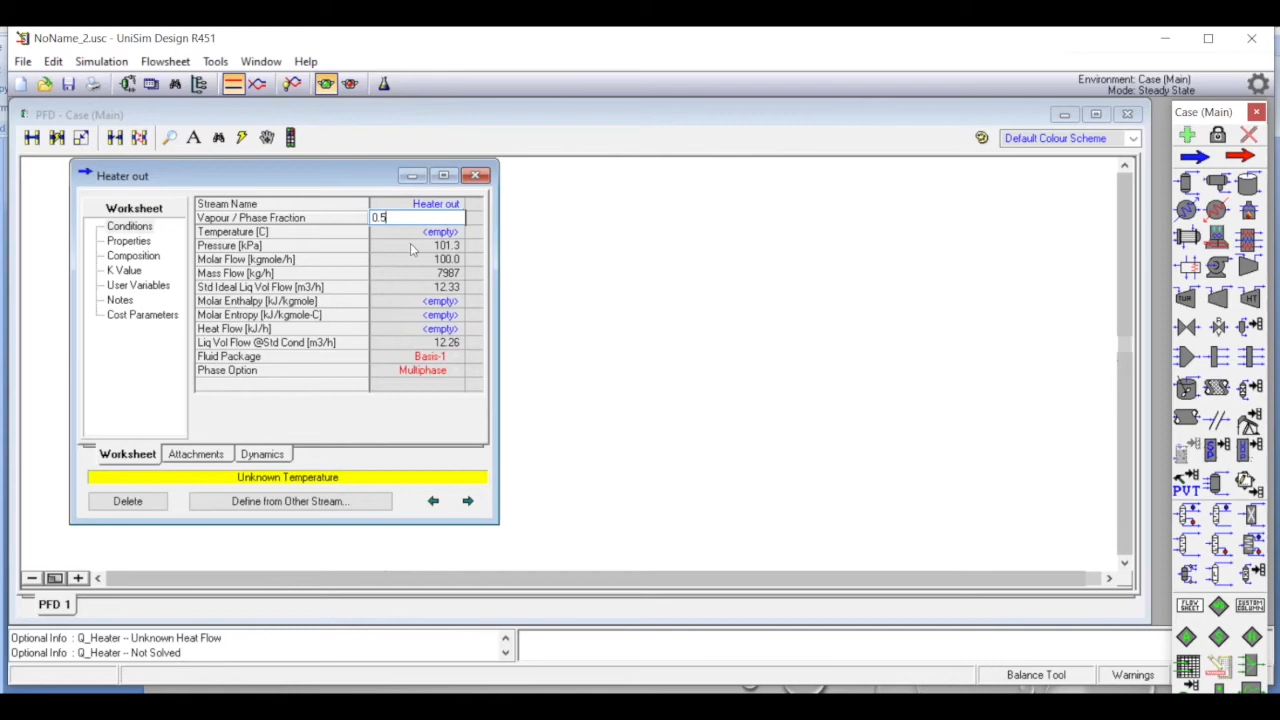 NoName_2.usc - UniSim Design R451
File Edit Simulation Flowsheet Tools Window Help
Environment: Case (Main)
Mode: Steady State
PFD - Case (Main)
Case (Main)
A
Default Colour Scheme
Heater out
Worksheet
Conditions
Properties
Composition
K Value
User Variables
Notes
Cost Parameters
Stream Name Heater out
Vapour / Phase Fraction 0.5
Temperature [C] <empty>
Pressure [kPa] 101.3
Molar Flow [kgmole/h] 100.0
Mass Flow [kg/h] 7987
Std Ideal Liq Vol Flow [m3/h] 12.33
Molar Enthalpy [kJ/kgmole] <empty>
Molar Entropy [kJ/kgmole-C] <empty>
Heat Flow [kJ/h] <empty>
Liq Vol Flow @Std Cond [m3/h] 12.26
Fluid Package Basis-1
Phase Option Multiphase
Worksheet Attachments Dynamics
Unknown Temperature
Delete Define from Other Stream...
PFD 1
Optional Info : Q_Heater -- Unknown Heat Flow
Optional Info : Q_Heater -- Not Solved
Balance Tool Warnings
HT
PVT
FLOW
SHEET
CUSTOM
COLUMN